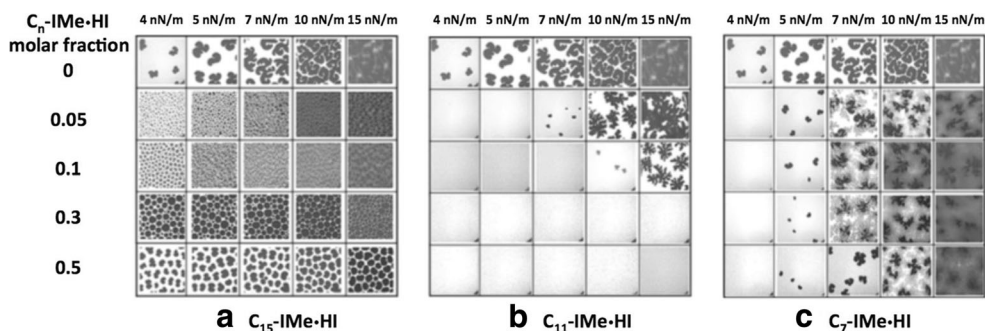 Cn-IMe·HI
molar fraction
4 nN/m 5 nN/m 7 nN/m 10 nN/m 15 nN/m
4 nN/m 5 nN/m 7 nN/m 10 nN/m 15 nN/m
4 nN/m 5 nN/m 7 nN/m 10 nN/m 15 nN/m
0
0.05
0.1
0.3
0.5
a C15-IMe·HI
b C11-IMe·HI
c C7-IMe·HI